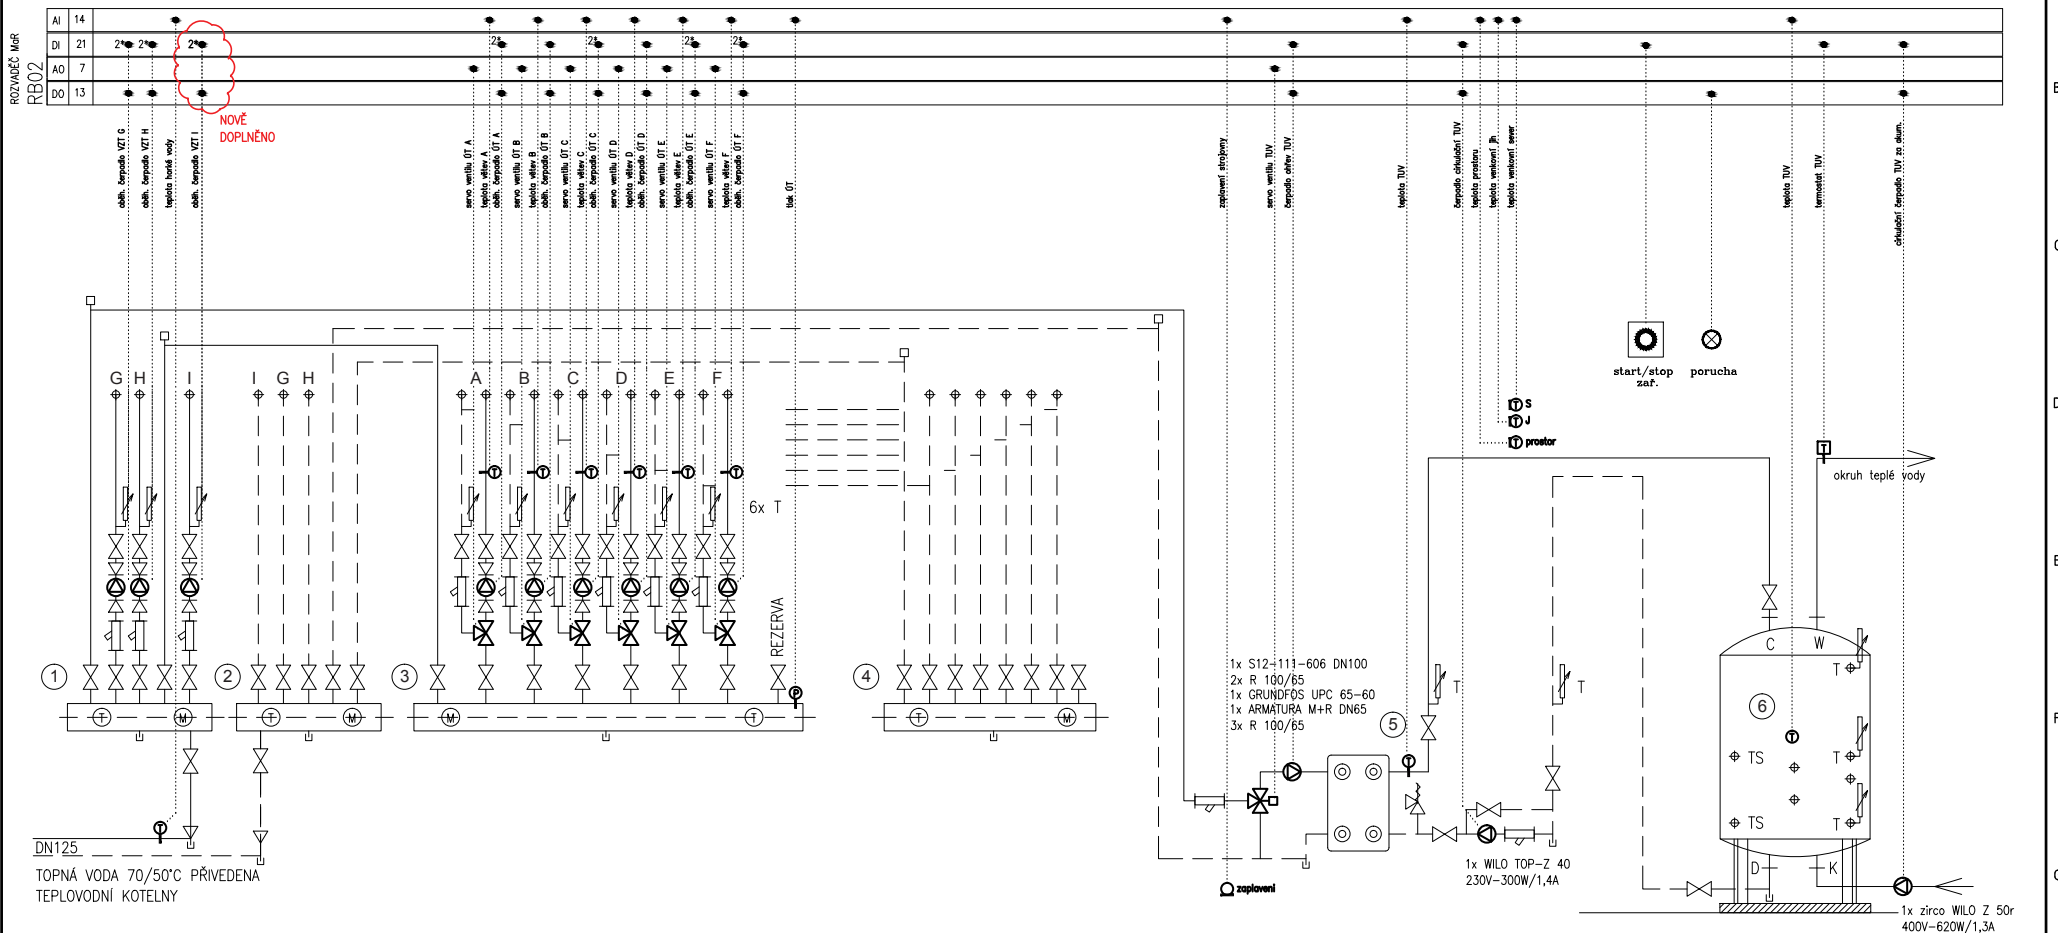 ROZVADĚČ MaR
RB02
AI 14
DI 21
AO 7
DO 13
2* 2* 2* 2* 2* 2* 2*
NOVĚ
DOPLNĚNO
oběh. čerpadlo VZT G
oběh. čerpadlo VZT H
teplota horké vody
oběh. čerpadlo VZT I
servo ventilu ÚT A
teplota větev A
oběh. čerpadlo ÚT A
servo ventilu ÚT B
teplota větev B
oběh. čerpadlo ÚT B
servo ventilu ÚT C
teplota větev C
oběh. čerpadlo ÚT C
servo ventilu ÚT D
teplota větev D
oběh. čerpadlo ÚT D
servo ventilu ÚT E
teplota větev E
oběh. čerpadlo ÚT E
servo ventilu ÚT F
teplota větev F
oběh. čerpadlo ÚT F
tlak ÚT
zaplavení strojovny
servo ventilu TUV
čerpadlo ohřev TUV
teplota TUV
čerpadlo cirkulační TUV
teplota prostoru
teplota venkovní jih
teplota venkovní sever
teplota TUV
termostat TUV
cirkulační čerpadlo TUV za akum.
start/stop
zař.
porucha
G H I I G H A B C D E F
T S
T J
T prostor
T
okruh teplé vody
T T T T T T
6x T
REZERVA
1 2 3 4
T M T M M T P T M
1x S12-111-606 DN100
2x R 100/65
1x GRUNDFOS UPC 65-60
1x ARMATURA M+R DN65
3x R 100/65
5
T T T
C W
T
6
T
TS T
TS T
D K
T
DN125
TOPNÁ VODA 70/50°C PŘIVEDENA
TEPLOVODNÍ KOTELNY
zaplavení
1x WILO TOP-Z 40
230V-300W/1,4A
1x zirco WILO Z 50r
400V-620W/1,3A